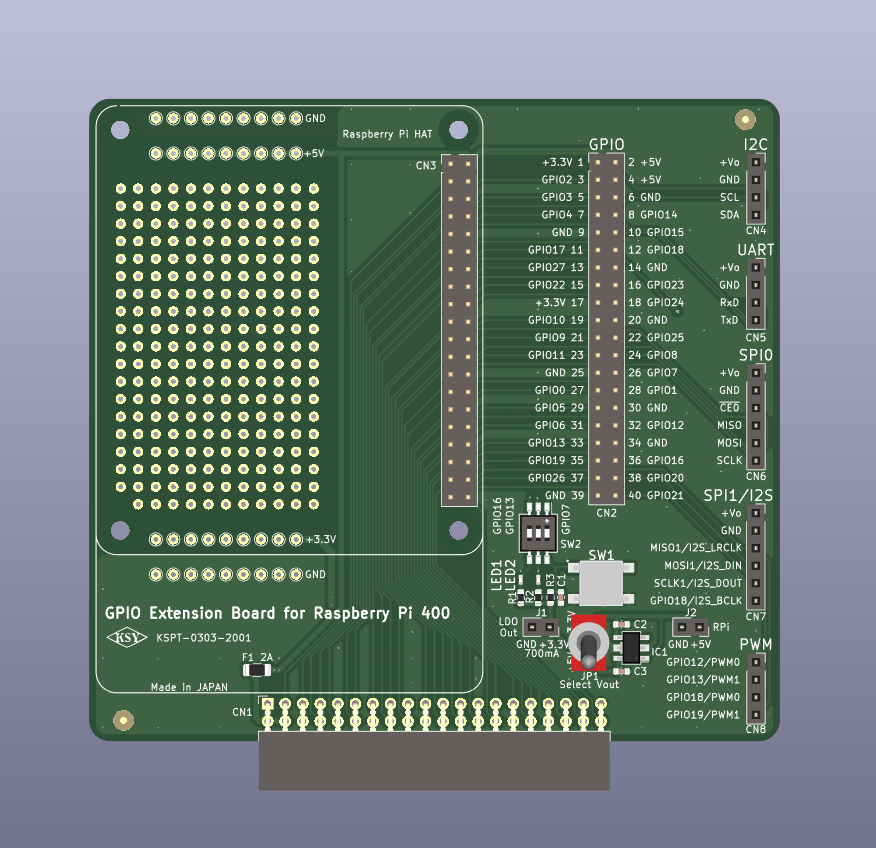 GND
+5V
Raspberry Pi HAT
CN3
GPIO
+3.3V 1 2 +5V
GPIO2 3 4 +5V
GPIO3 5 6 GND
GPIO4 7 8 GPIO14
GND 9 10 GPIO15
GPIO17 11 12 GPIO18
GPIO27 13 14 GND
GPIO22 15 16 GPIO23
+3.3V 17 18 GPIO24
GPIO10 19 20 GND
GPIO9 21 22 GPIO25
GPIO11 23 24 GPIO8
GND 25 26 GPIO7
GPIO0 27 28 GPIO1
GPIO5 29 30 GND
GPIO6 31 32 GPIO12
GPIO13 33 34 GND
GPIO19 35 36 GPIO16
GPIO26 37 38 GPIO20
GND 39 40 GPIO21
CN2
I2C
+Vo
GND
SCL
SDA
CN4
UART
+Vo
GND
RxD
TxD
CN5
SPI0
+Vo
GND
CE0
MISO
MOSI
SCLK
CN6
SPI1/I2S
+Vo
GND
MISO1/I2S_LRCLK
MOSI1/I2S_DIN
SCLK1/I2S_DOUT
GPIO18/I2S_BCLK
CN7
PWM
GPIO12/PWM0
GPIO13/PWM1
GPIO18/PWM0
GPIO19/PWM1
CN8
GPIO16
GPIO13
GPIO7
SW2
LED1
LED2
R1
R2
R3
C1
SW1
J1
LDO
Out
GND +3.3V
700mA
JP1
Select Vout
C2
IC1
C3
J2
RPi
GND +5V
+3.3V
GND
GPIO Extension Board for Raspberry Pi 400
KSY
KSPT-0303-2001
F1 2A
Made in JAPAN
CN1